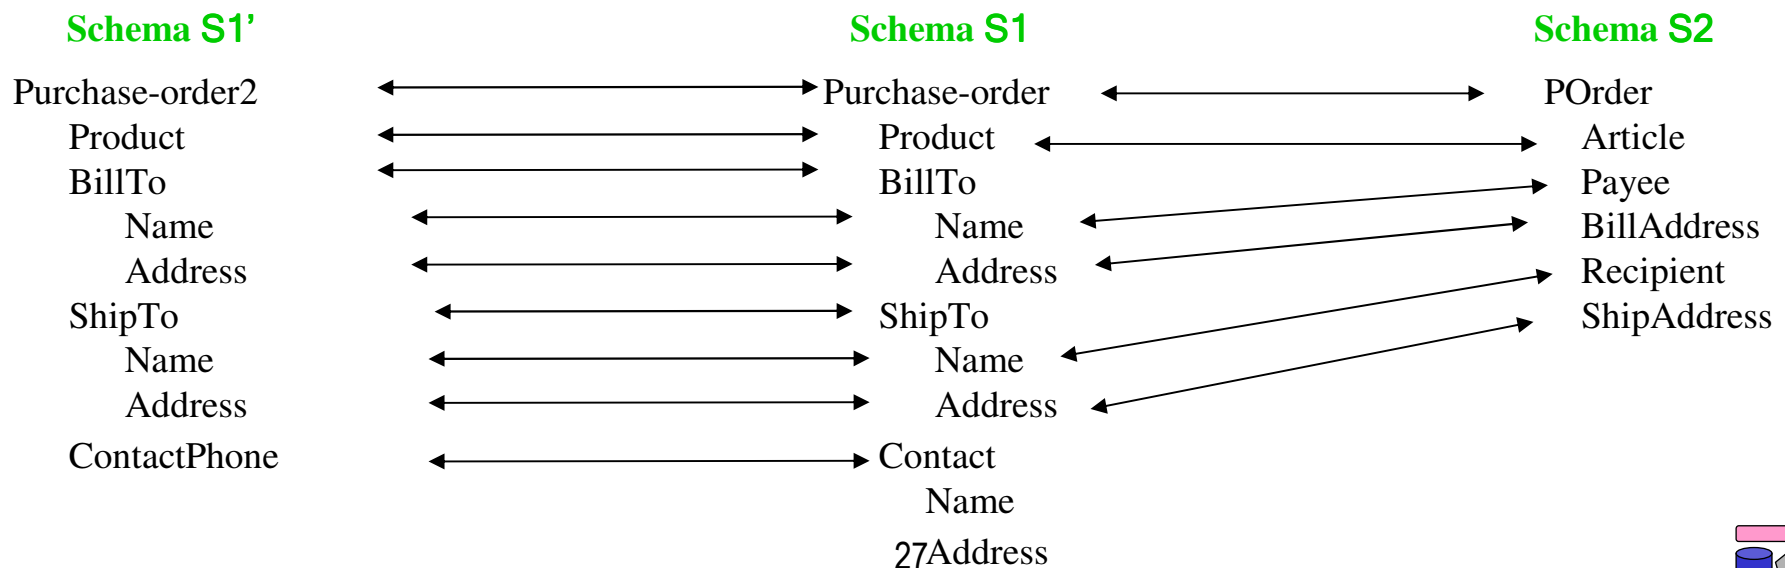 Schema S1’ Schema S1 Schema S2
Purchase-order2 Purchase-order POrder
Product Product Article
BillTo BillTo Payee
Name Name BillAddress
Address Address Recipient
ShipTo ShipTo ShipAddress
Name Name
Address Address
ContactPhone Contact
Name
27Address